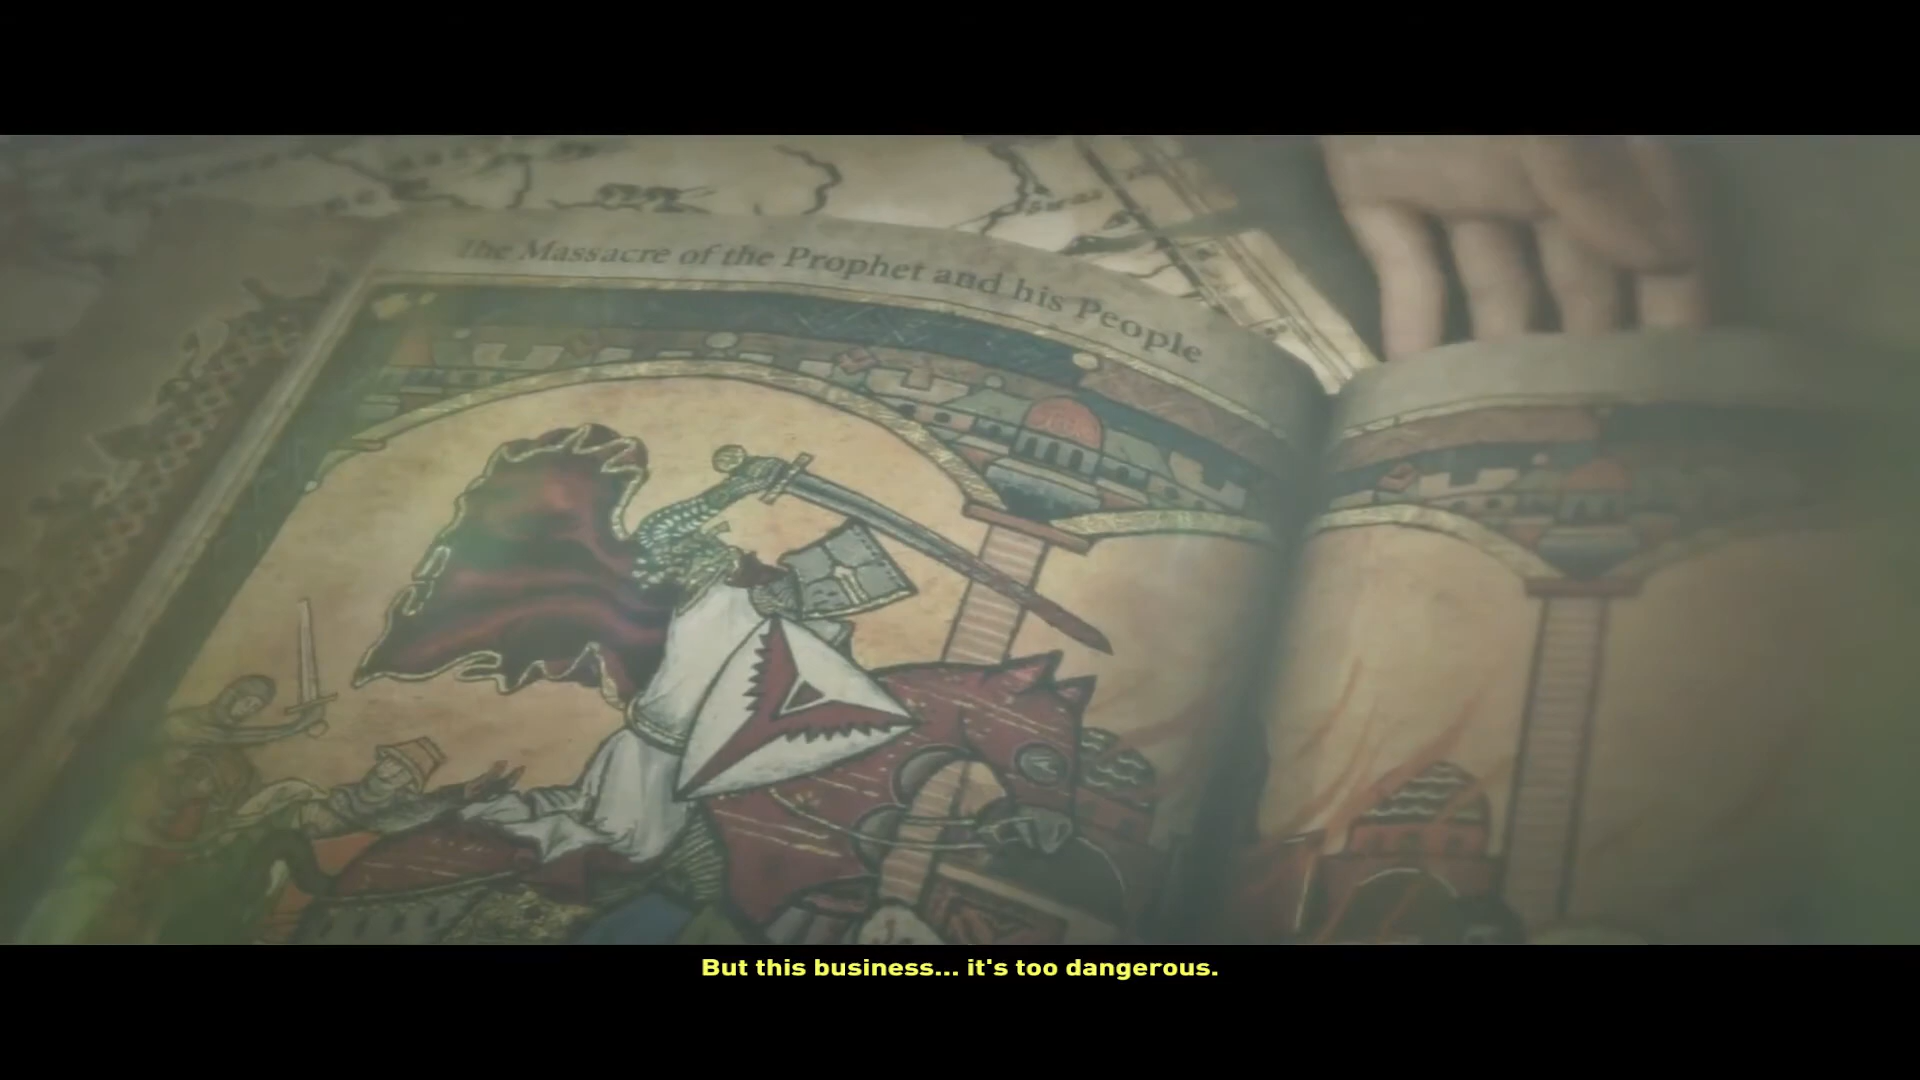 The Massacre of the Prophet and his People
But this business... it's too dangerous.